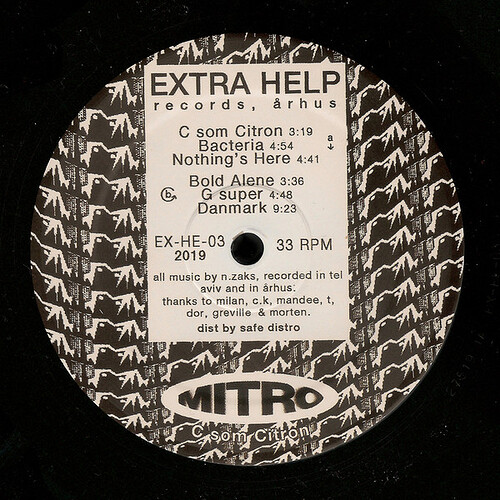 EXTRA HELP
records, århus
C som Citron 3:19
Bacteria 4:54
Nothing's Here 4:41
a
Bold Alene 3:36
b G super 4:48
Danmark 9:23
EX-HE-03 33 RPM
2019
all music by n.zaks, recorded in tel
aviv and in århus.
thanks to milan, c.k, mandee, t,
dor, greville & morten.
dist by safe distro
MITRO
C som Citron